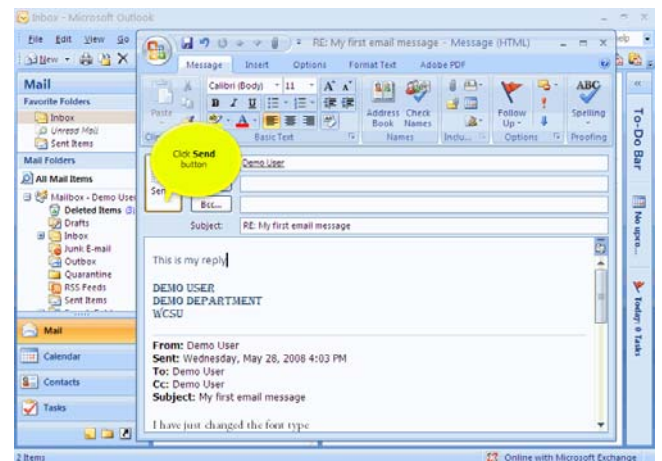 Inbox - Microsoft Outlook
File Edit View Go
New
RE: My first email message - Message (HTML)
Message Insert Options Format Text Adobe PDF
Mail
Favorite Folders
Inbox
Unread Mail
Sent Items
Mail Folders
All Mail Items
Mailbox - Demo User
Deleted Items (3)
Drafts
Inbox
Junk E-mail
Outbox
Quarantine
RSS Feeds
Sent Items
Mail
Calendar
Contacts
Tasks
2 Items
Calibri (Body) 11
Paste
B I U
Address Book
Check Names
Follow Up
ABC
Spelling
Basic Text
Names
Inclu...
Options
Proofing
Click Send
button
Demo User
Bcc...
Subject: RE: My first email message
This is my reply
DEMO USER
DEMO DEPARTMENT
WCSU
From: Demo User
Sent: Wednesday, May 28, 2008 4:03 PM
To: Demo User
Cc: Demo User
Subject: My first email message
I have just changed the font type
To-Do Bar
No upco...
Today: 0 Tasks
Online with Microsoft Exchange